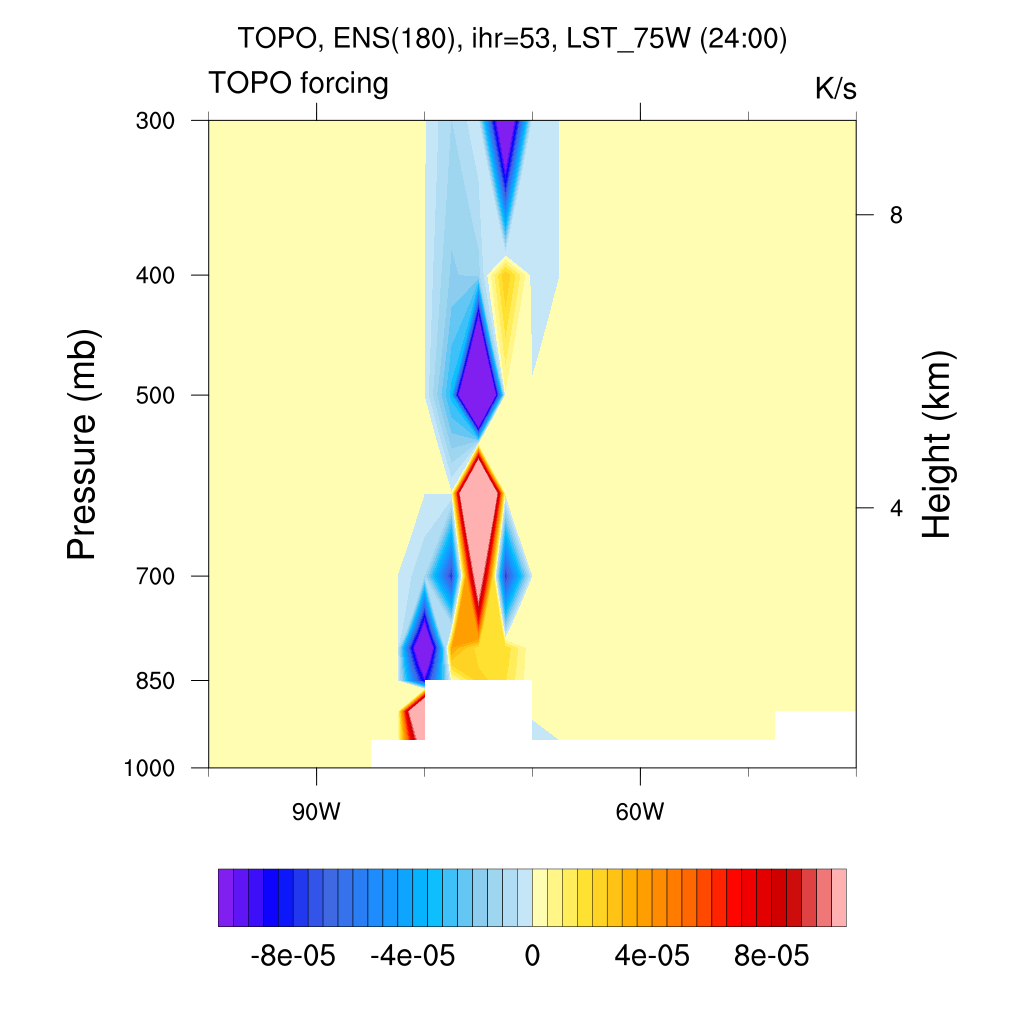 TOPO, ENS(180), ihr=53, LST_75W (24:00)
TOPO forcing
K/s
300
400
500
700
850
1000
Pressure (mb)
8
4
Height (km)
90W
60W
-8e-05
-4e-05
0
4e-05
8e-05